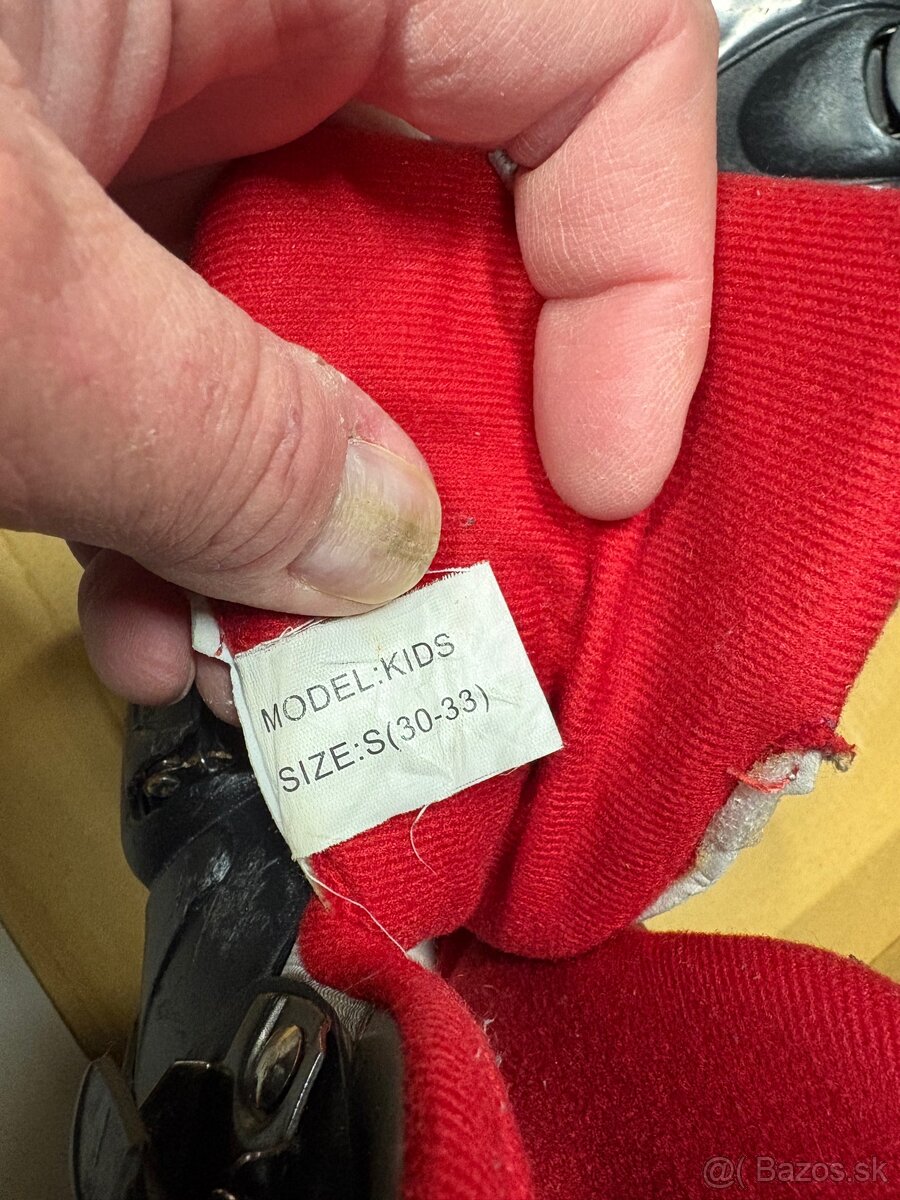 MODEL:KIDS
SIZE:S(30-33)
@( Bazos.sk